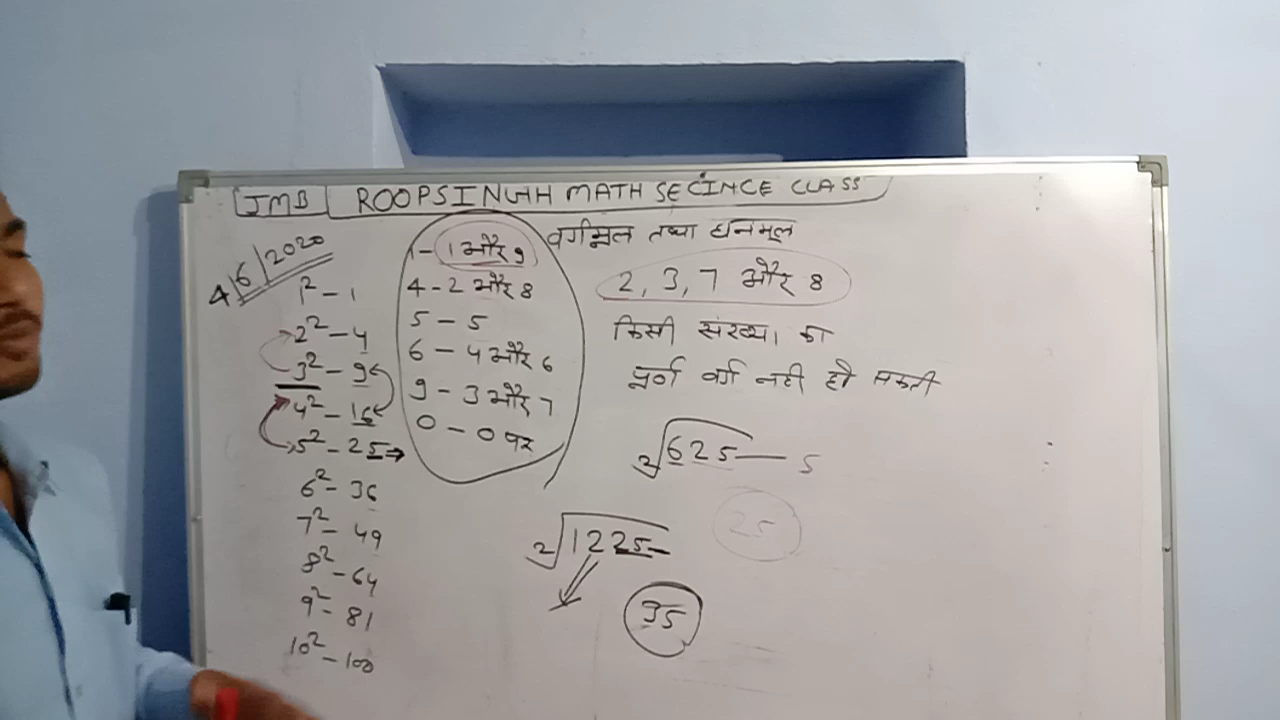 JMB ROOPSINGH MATH SECINCE CLASS
4/6/2020
वर्गमूल तथा घनमूल
1² - 1
2² - 4
3² - 9
4² - 16
5² - 25 →
6² - 36
7² - 49
8² - 64
9² - 81
10² - 100
1 - 1 और 9
4 - 2 और 8
5 - 5
6 - 4 और 6
9 - 3 और 7
0 - 0 पर
2, 3, 7 और 8
किसी संख्या का
पूर्ण वर्ग नही हो सकती
2√625 — 5
25
2√1225
35